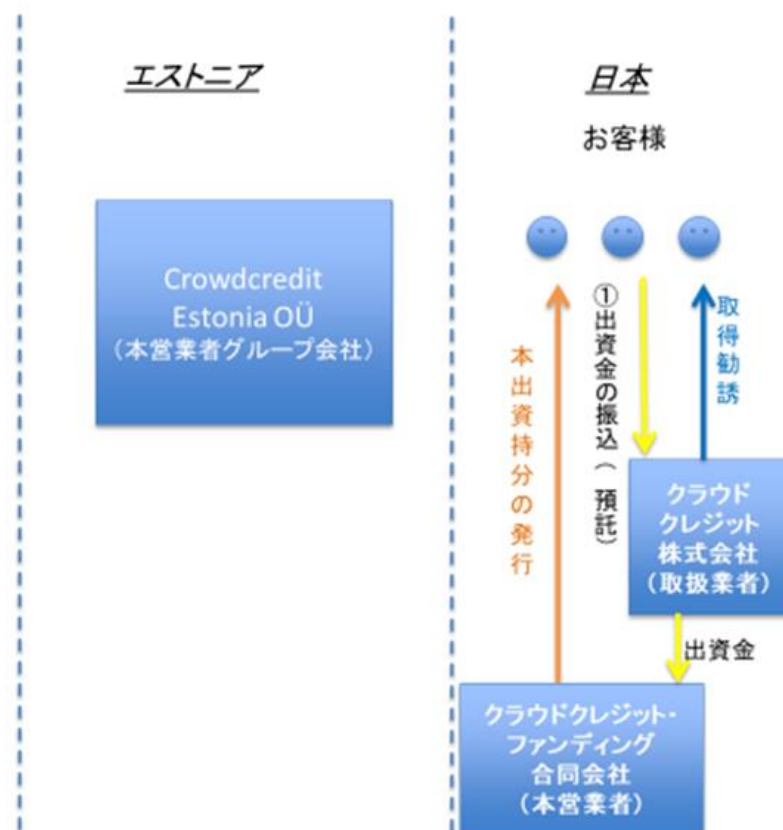 エストニア
日本
お客様
Crowdcredit
Estonia OÜ
（本営業者グループ会社）
本出資持分の発行
①出資金の振込（預託）
取得勧誘
クラウド
クレジット
株式会社
（取扱業者）
出資金
クラウドクレジット・
ファンディング
合同会社
（本営業者）